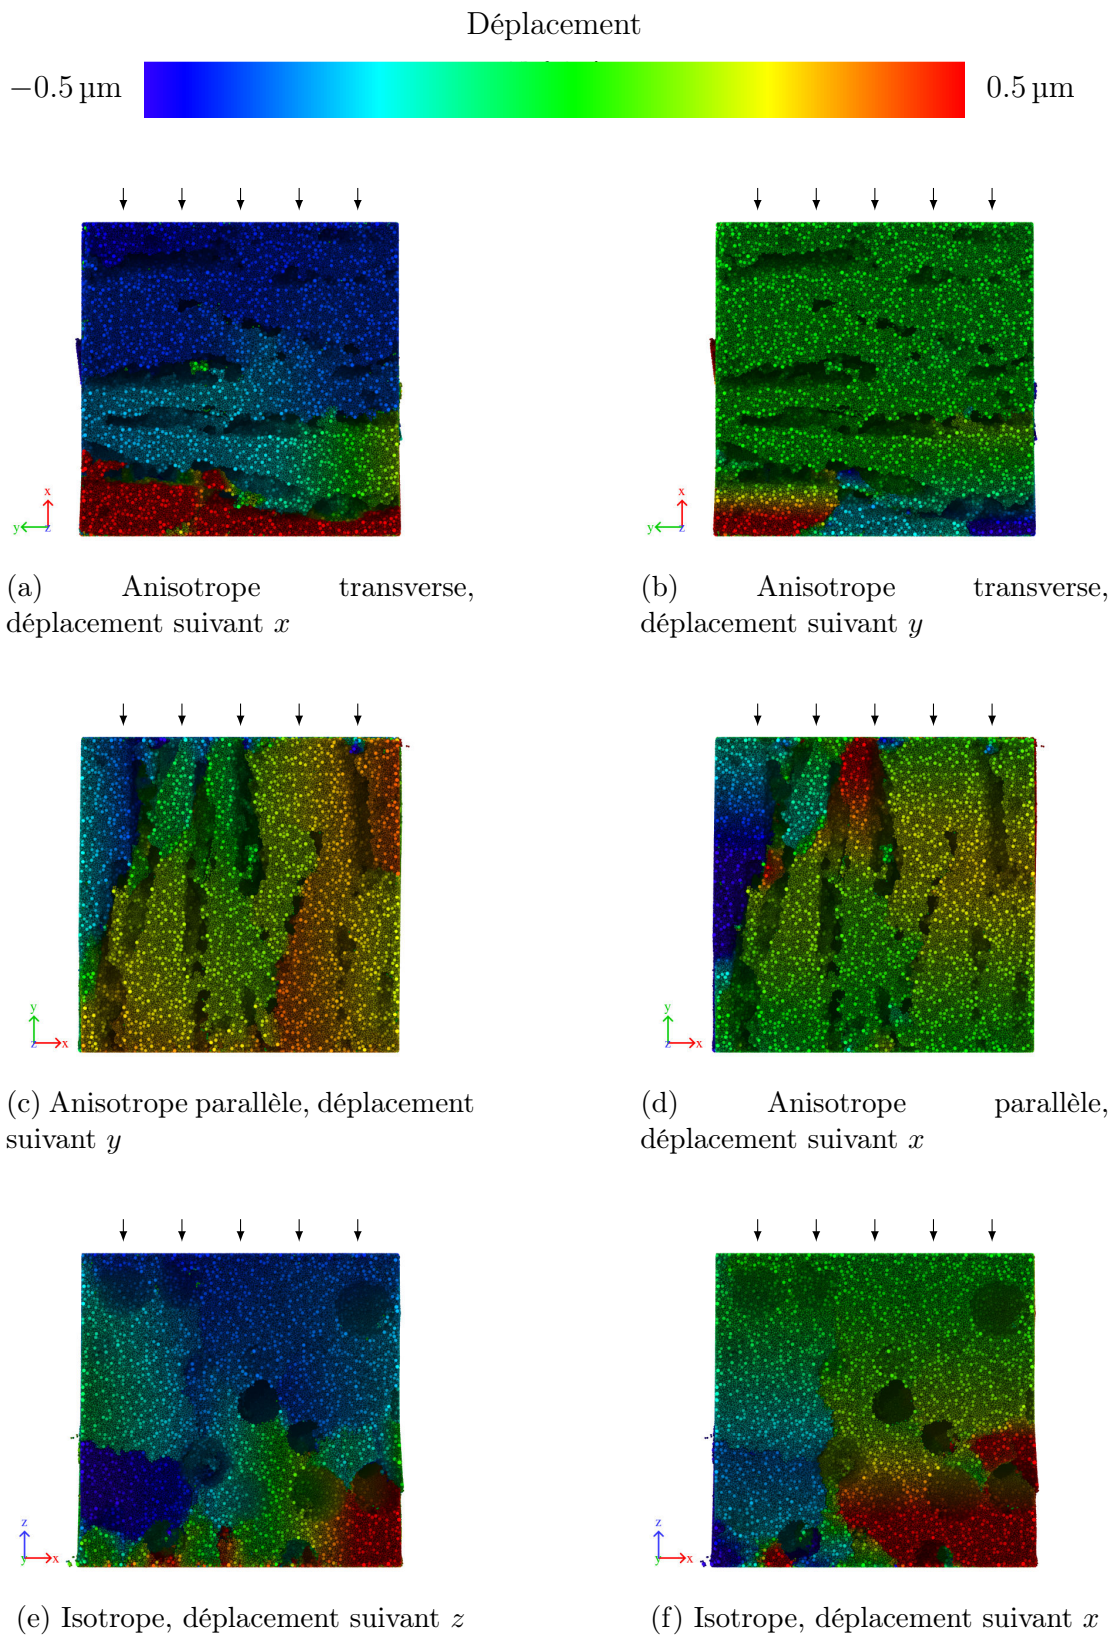 Déplacement
−0.5 µm
0.5 µm
x
y
z
x
y
z
(a) Anisotrope transverse,
déplacement suivant x
(b) Anisotrope transverse,
déplacement suivant y
y
z
x
y
z
x
(c) Anisotrope parallèle, déplacement
suivant y
(d) Anisotrope parallèle,
déplacement suivant x
z
y
x
z
y
x
(e) Isotrope, déplacement suivant z
(f) Isotrope, déplacement suivant x